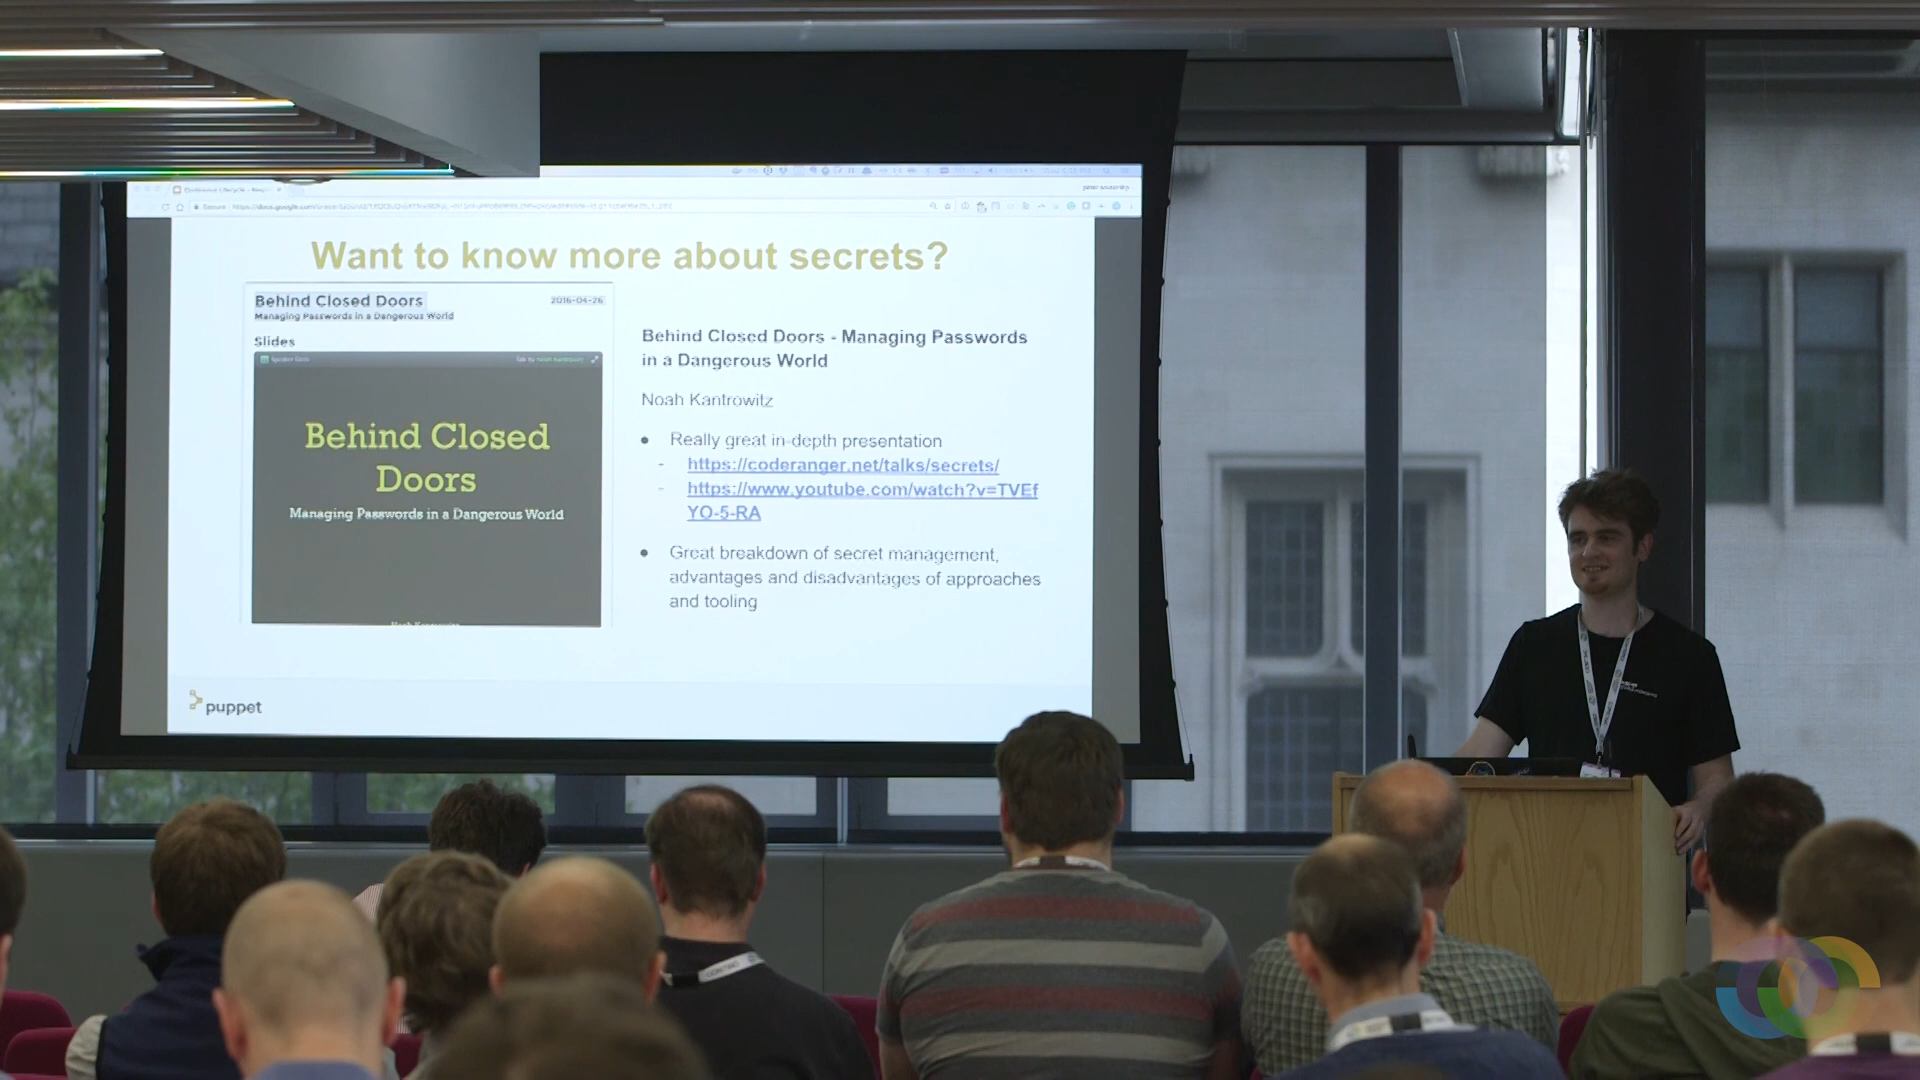 Want to know more about secrets?
Behind Closed Doors
2016-04-26
Managing Passwords in a Dangerous World
Slides
Behind Closed
Doors
Managing Passwords in a Dangerous World
Noah Kantrowitz
Behind Closed Doors - Managing Passwords
in a Dangerous World
Noah Kantrowitz
● Really great in-depth presentation
- https://coderanger.net/talks/secrets/
- https://www.youtube.com/watch?v=TVEf
YO-5-RA
● Great breakdown of secret management,
advantages and disadvantages of approaches
and tooling
puppet